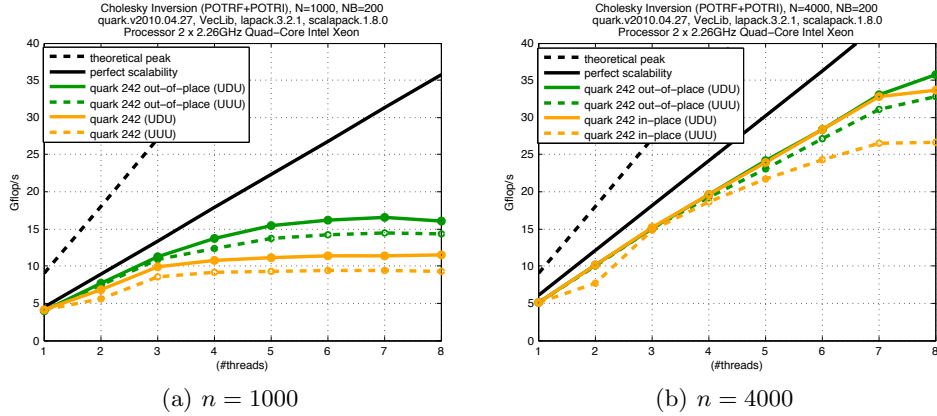 Cholesky Inversion (POTRF+POTRI), N=1000, NB=200
quark.v2010.04.27, VecLib, lapack.3.2.1, scalapack.1.8.0
Processor 2 x 2.26GHz Quad-Core Intel Xeon
theoretical peak
perfect scalability
quark 242 out-of-place (UDU)
quark 242 out-of-place (UUU)
quark 242 (UDU)
quark 242 (UUU)
40
35
30
25
20
15
10
5
0
Gflop/s
1 2 3 4 5 6 7 8
(#threads)
(a) n = 1000
Cholesky Inversion (POTRF+POTRI), N=4000, NB=200
quark.v2010.04.27, VecLib, lapack.3.2.1, scalapack.1.8.0
Processor 2 x 2.26GHz Quad-Core Intel Xeon
theoretical peak
perfect scalability
quark 242 out-of-place (UDU)
quark 242 out-of-place (UUU)
quark 242 in-place (UDU)
quark 242 in-place (UUU)
40
35
30
25
20
15
10
5
0
Gflop/s
1 2 3 4 5 6 7 8
(#threads)
(b) n = 4000